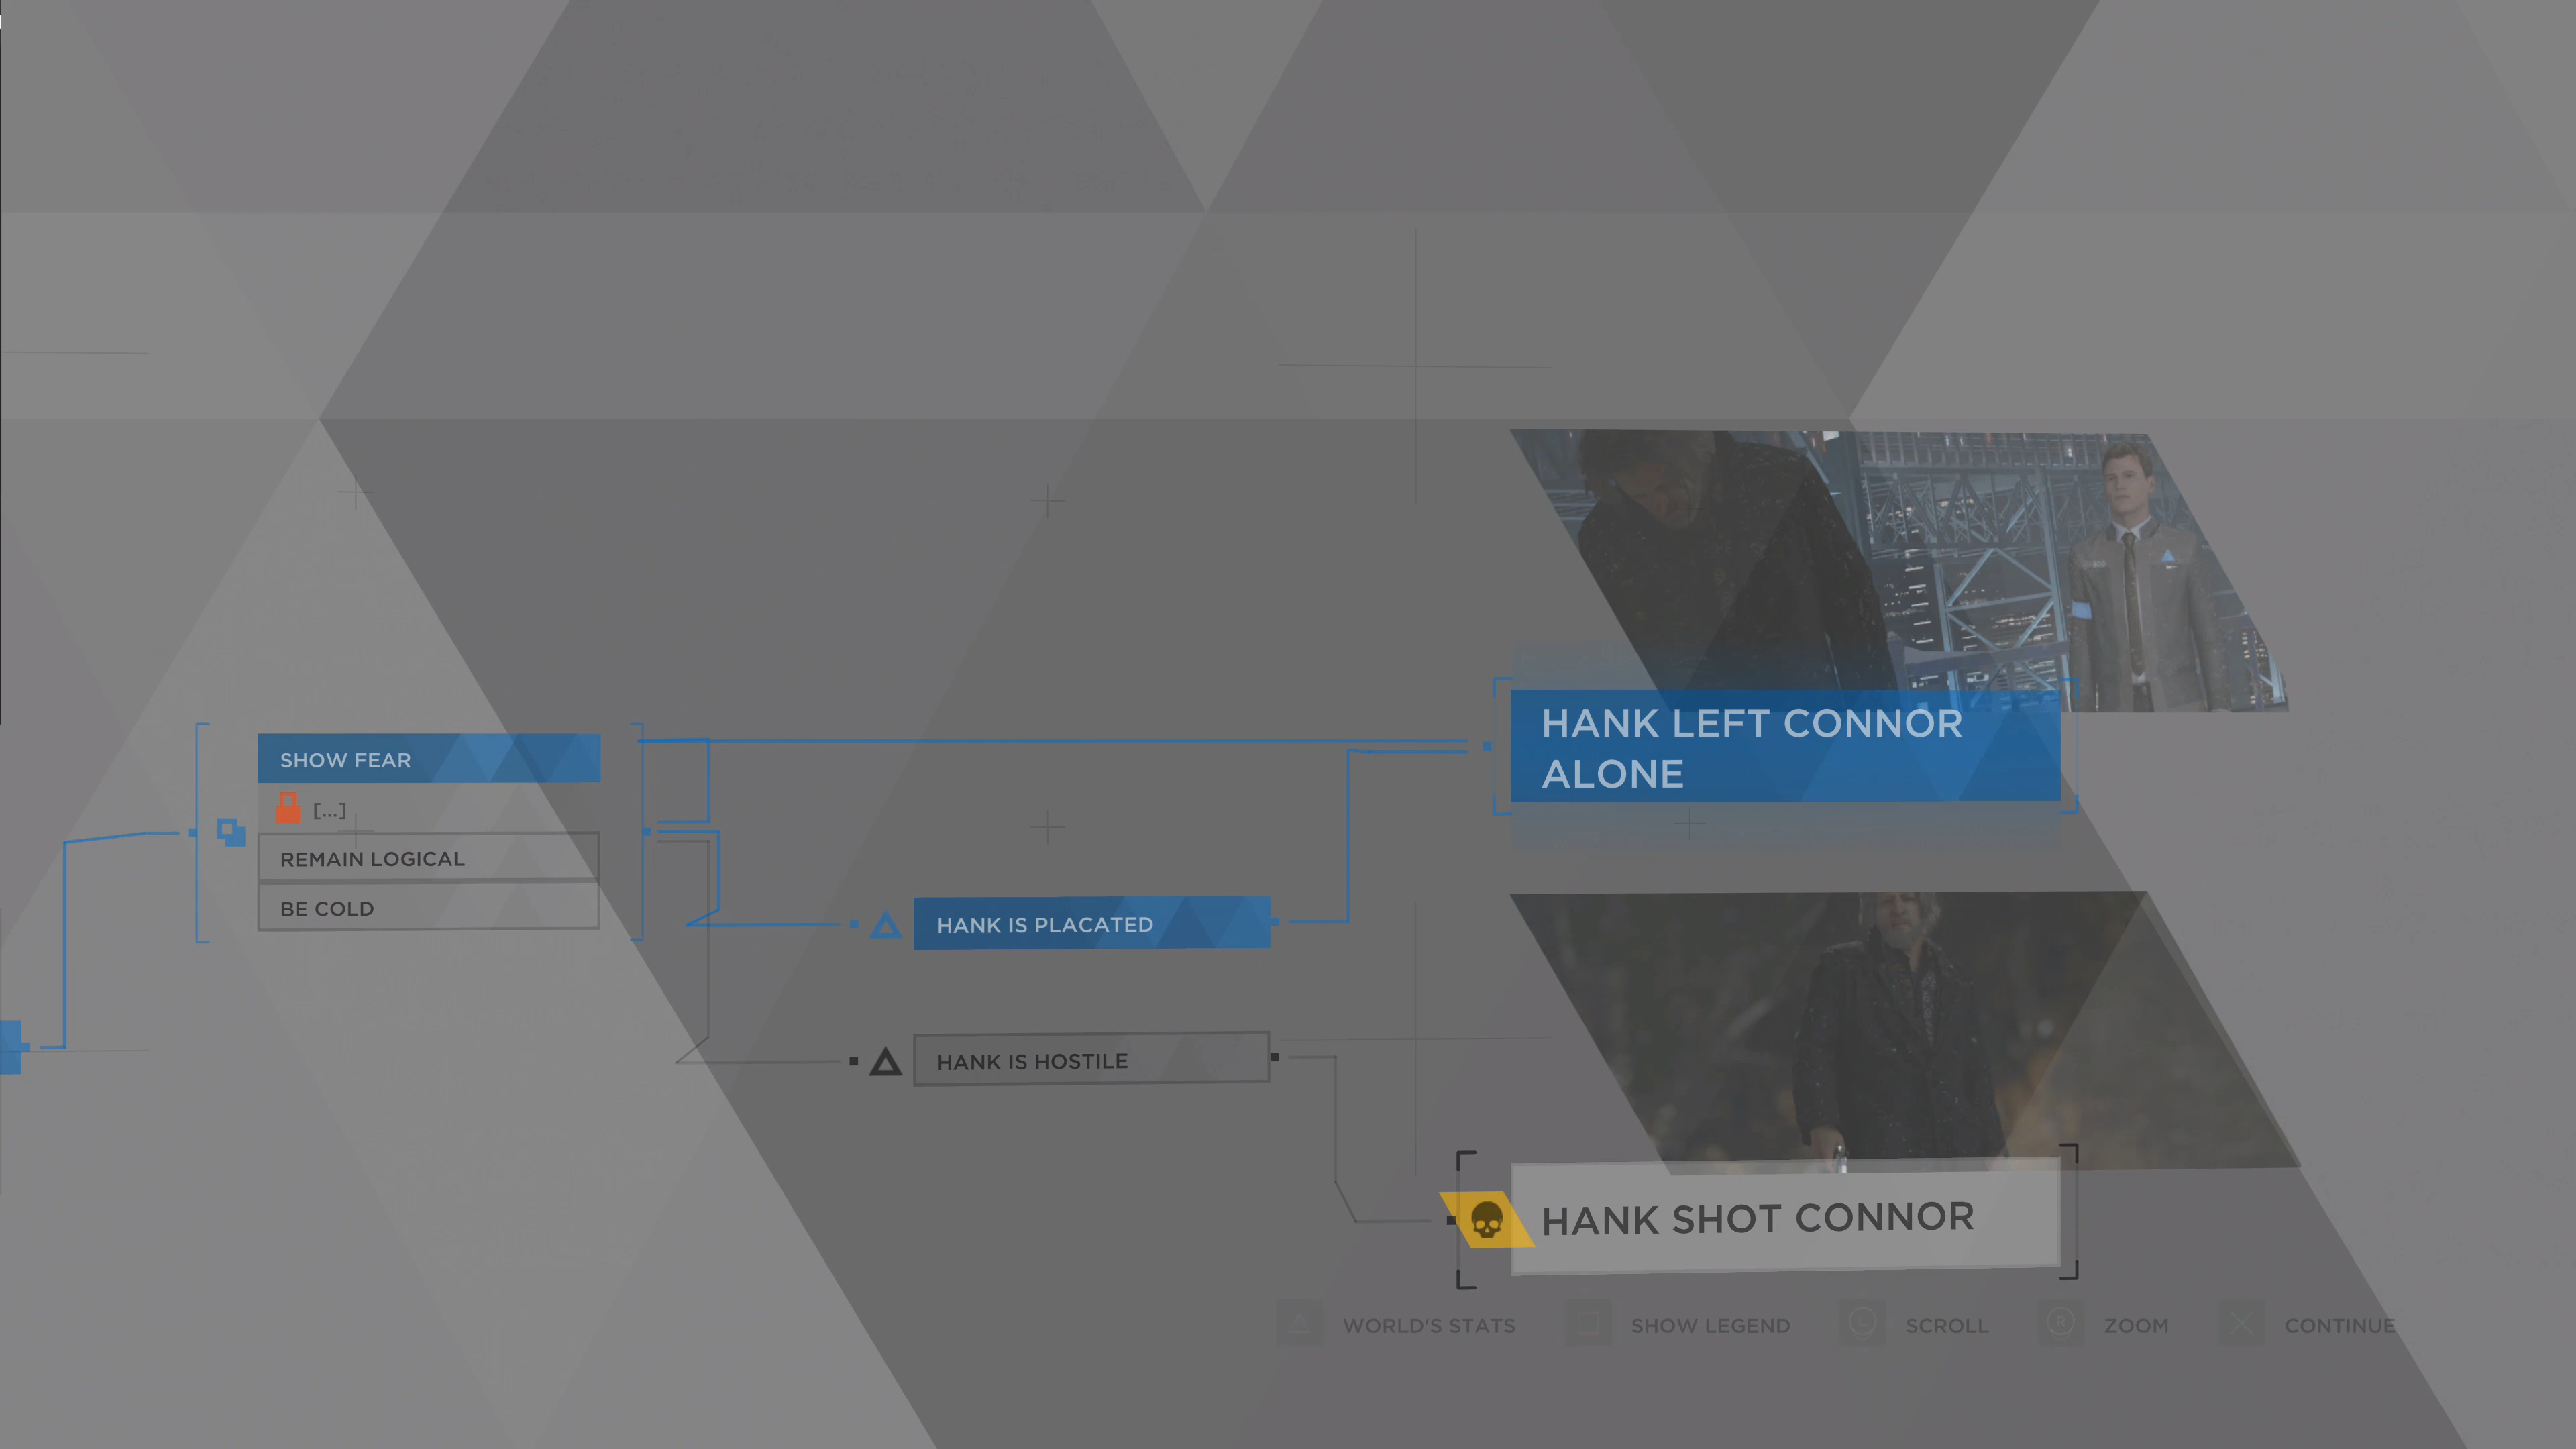 SHOW FEAR
[...]
REMAIN LOGICAL
BE COLD
HANK IS PLACATED
HANK IS HOSTILE
HANK LEFT CONNOR
ALONE
HANK SHOT CONNOR
WORLD'S STATS
SHOW LEGEND
L
SCROLL
R
ZOOM
CONTINUE